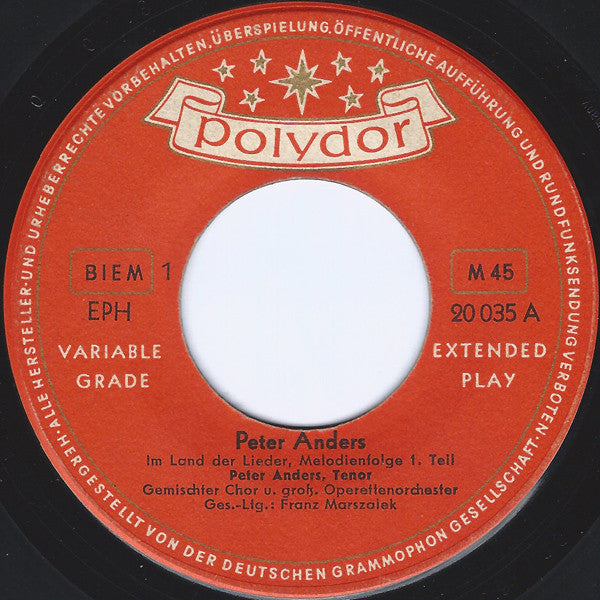 ·ALLE HERSTELLER-UND URHEBERRECHTE VORBEHALTEN, ÜBERSPIELUNG, ÖFFENTLICHE AUFFÜHRUNG UND RUNDFUNKSENDUNG VERBOTEN·
polydor
BIEM 1
M 45
EPH
20 035 A
VARIABLE GRADE
EXTENDED PLAY
Peter Anders
Im Land der Lieder, Melodienfolge 1. Teil
Peter Anders, Tenor
Gemischter Chor u. groß. Operettenorchester
Ges.-Ltg.: Franz Marszalek
HERGESTELLT VON DER DEUTSCHEN GRAMMOPHON GESELLSCHAFT·